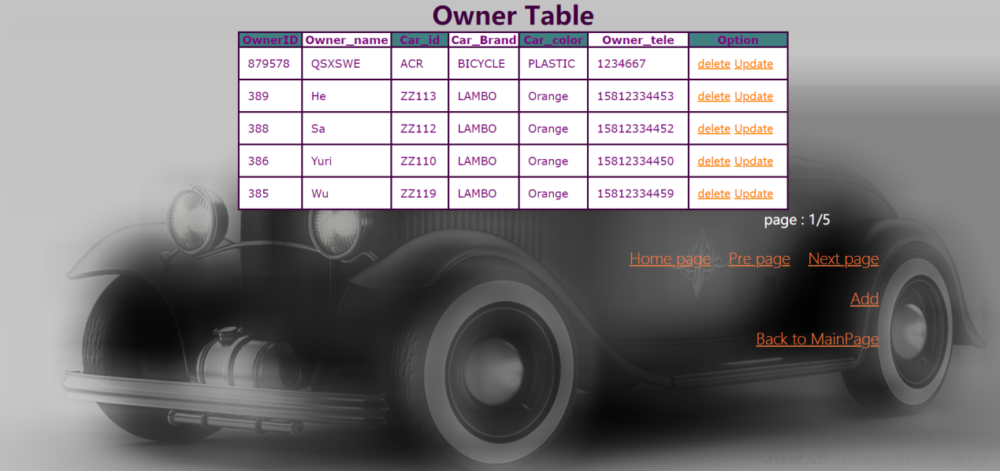 Owner Table
OwnerID Owner_name Car_id Car_Brand Car_color Owner_tele Option
879578 QSXSWE ACR BICYCLE PLASTIC 1234667 delete Update
389 He ZZ113 LAMBO Orange 15812334453 delete Update
388 Sa ZZ112 LAMBO Orange 15812334452 delete Update
386 Yuri ZZ110 LAMBO Orange 15812334450 delete Update
385 Wu ZZ119 LAMBO Orange 15812334459 delete Update
page : 1/5
Home page Pre page Next page
Add
Back to MainPage